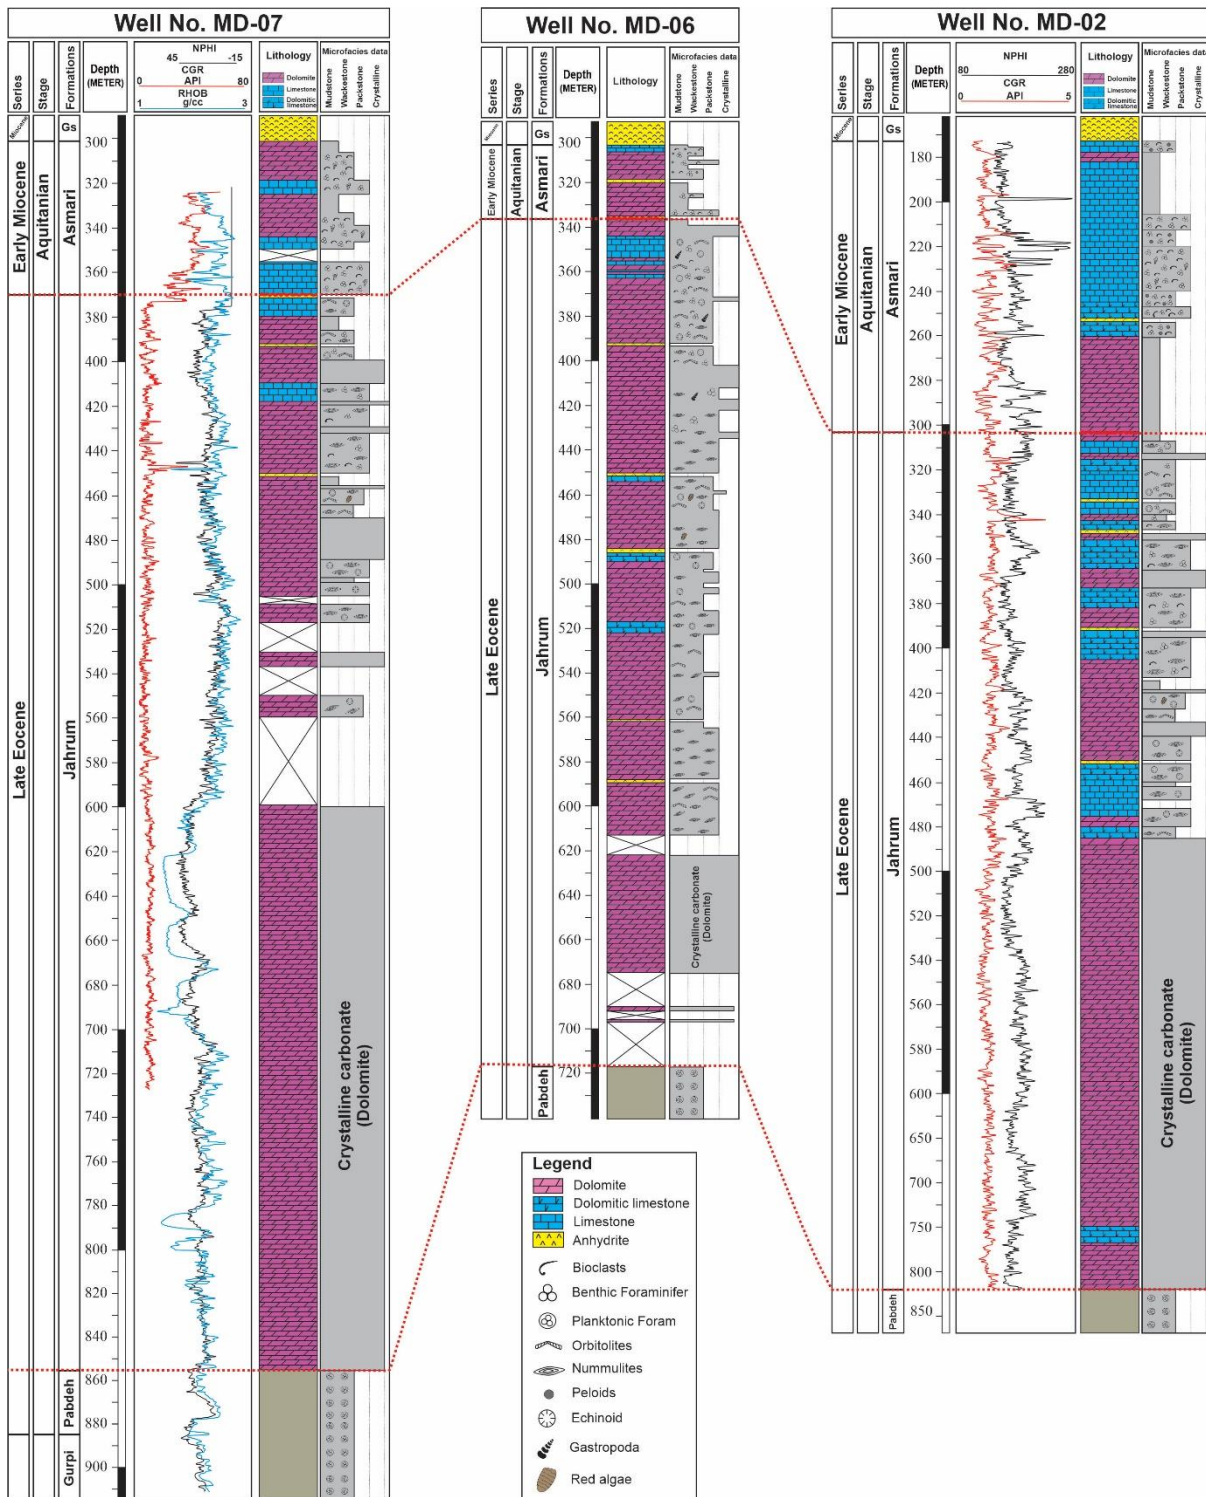 Well No. MD-07
Series
Stage
Formations
Depth
(METER)
NPHI
45 -15
CGR
0 API 80
RHOB
1 g/cc 3
Lithology
Dolomite
Limestone
Dolomitic
limestone
Microfacies data
Mudstone
Wackestone
Packstone
Crystalline
Miocene
Gs
Early Miocene
Aquitanian
Asmari
Late Eocene
Jahrum
Pabdeh
Gurpi
300
320
340
360
380
400
420
440
460
480
500
520
540
560
580
600
620
640
660
680
700
720
740
760
780
800
820
840
860
880
900
Crystalline carbonate
(Dolomite)
Well No. MD-06
Series
Stage
Formations
Depth
(METER)
Lithology
Microfacies data
Mudstone
Wackestone
Packstone
Crystalline
Gs
Early Miocene
Aquitanian
Asmari
Late Eocene
Jahrum
Pabdeh
300
320
340
360
380
400
420
440
460
480
500
520
540
560
580
600
620
640
660
680
700
720
Crystalline carbonate
(Dolomite)
Well No. MD-02
Series
Stage
Formations
Depth
(METER)
NPHI
80 280
CGR
0 API 5
Lithology
Dolomite
Limestone
Dolomitic
limestone
Microfacies data
Mudstone
Wackestone
Packstone
Crystalline
Miocene
Gs
Early Miocene
Aquitanian
Asmari
Late Eocene
Jahrum
Pabdeh
180
200
220
240
260
280
300
320
340
360
380
400
420
440
460
480
500
520
540
560
580
600
650
700
750
800
850
Crystalline carbonate
(Dolomite)
Legend
Dolomite
Dolomitic limestone
Limestone
Anhydrite
Bioclasts
Benthic Foraminifer
Planktonic Foram
Orbitolites
Nummulites
Peloids
Echinoid
Gastropoda
Red algae